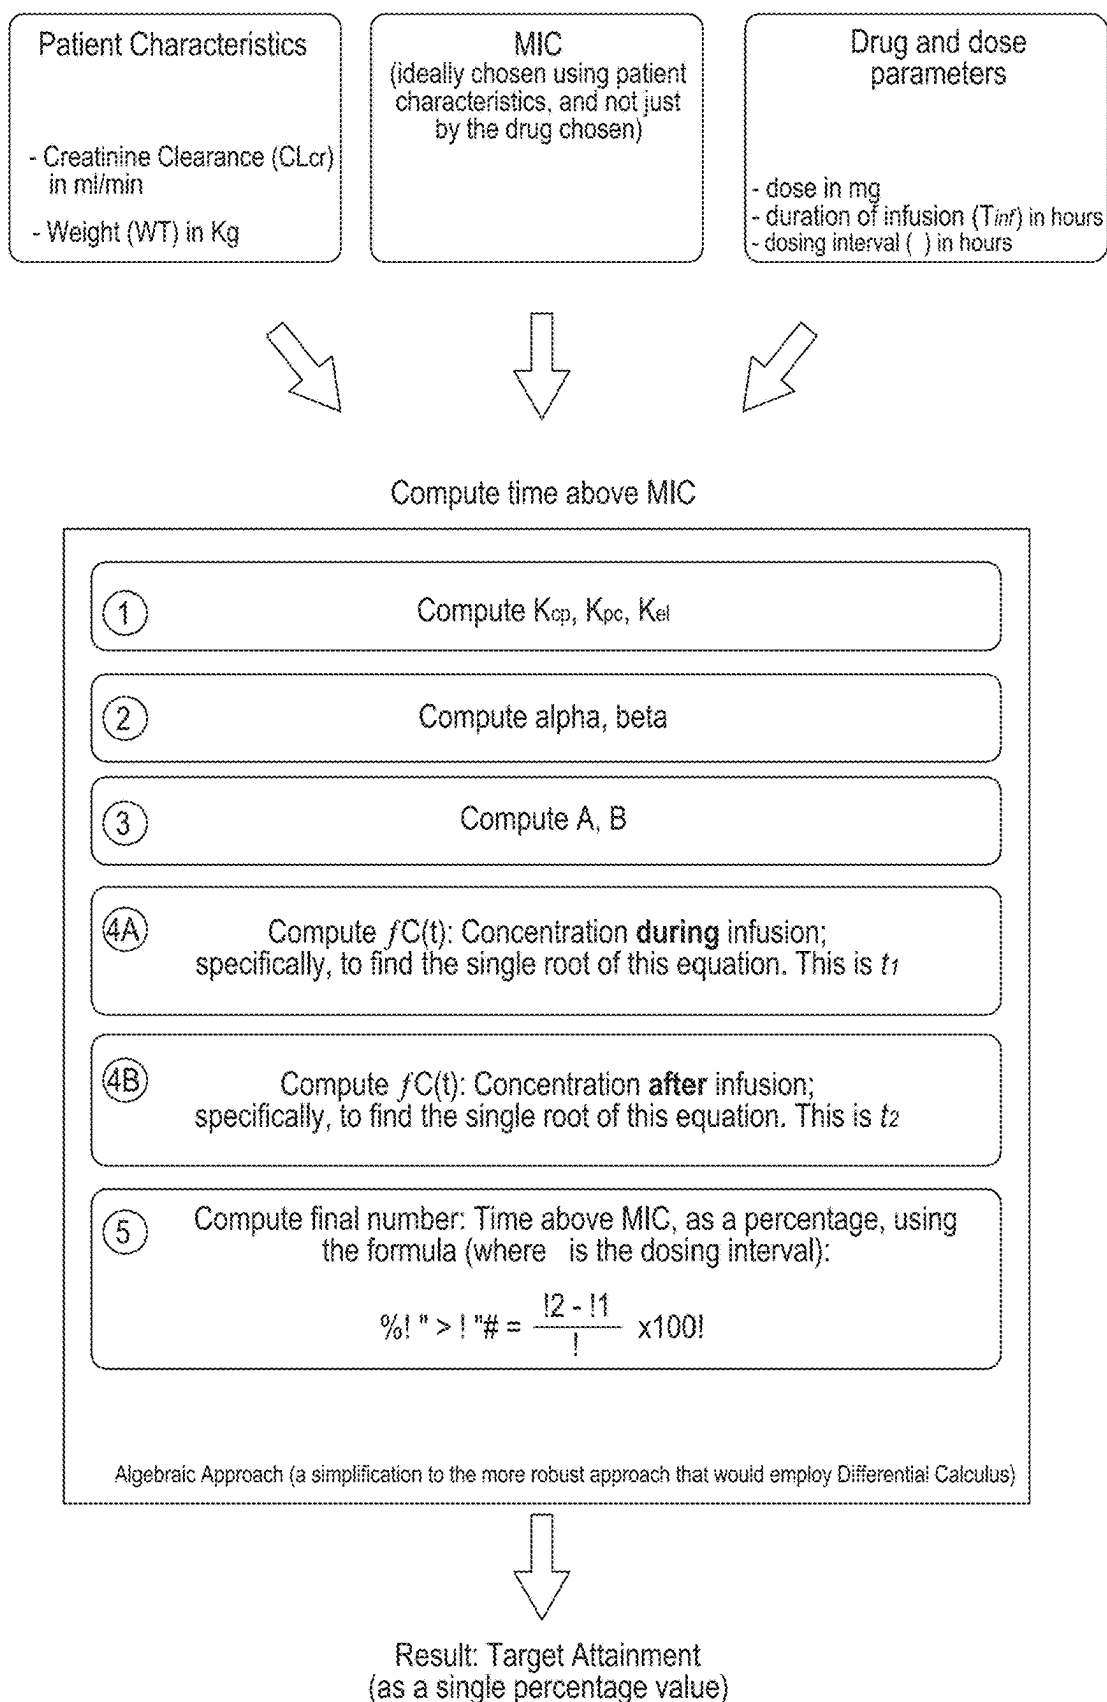 Patient Characteristics
- Creatinine Clearance (CLcr)
in ml/min
- Weight (WT) in Kg
MIC
(ideally chosen using patient
characteristics, and not just
by the drug chosen)
Drug and dose
parameters
- dose in mg
- duration of infusion (Tinf) in hours
- dosing interval ( ) in hours
Compute time above MIC
1
Compute Kcp, Kpc, Kel
2
Compute alpha, beta
3
Compute A, B
4A
Compute ƒC(t): Concentration during infusion;
specifically, to find the single root of this equation. This is t1
4B
Compute ƒC(t): Concentration after infusion;
specifically, to find the single root of this equation. This is t2
5
Compute final number: Time above MIC, as a percentage, using
the formula (where is the dosing interval):
%! " > ! "# = !2 - !1 / ! x100!
Algebraic Approach (a simplification to the more robust approach that would employ Differential Calculus)
Result: Target Attainment
(as a single percentage value)